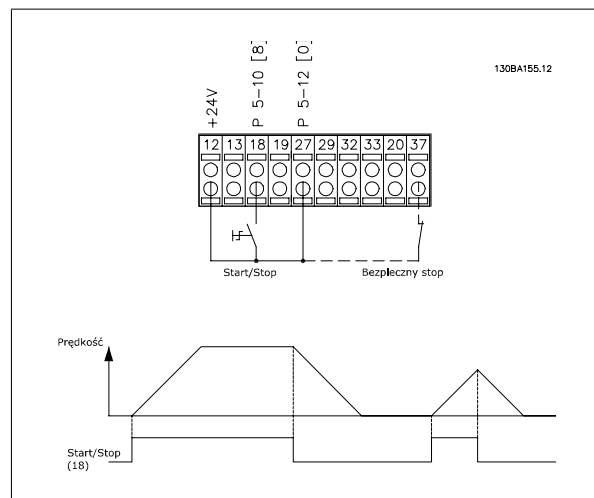 130BA155.12
+24V
P 5-10 [8]
P 5-12 [0]
12 13 18 19 27 29 32 33 20 37
Start/Stop
Bezpieczny stop
Prędkość
Start/Stop
(18)